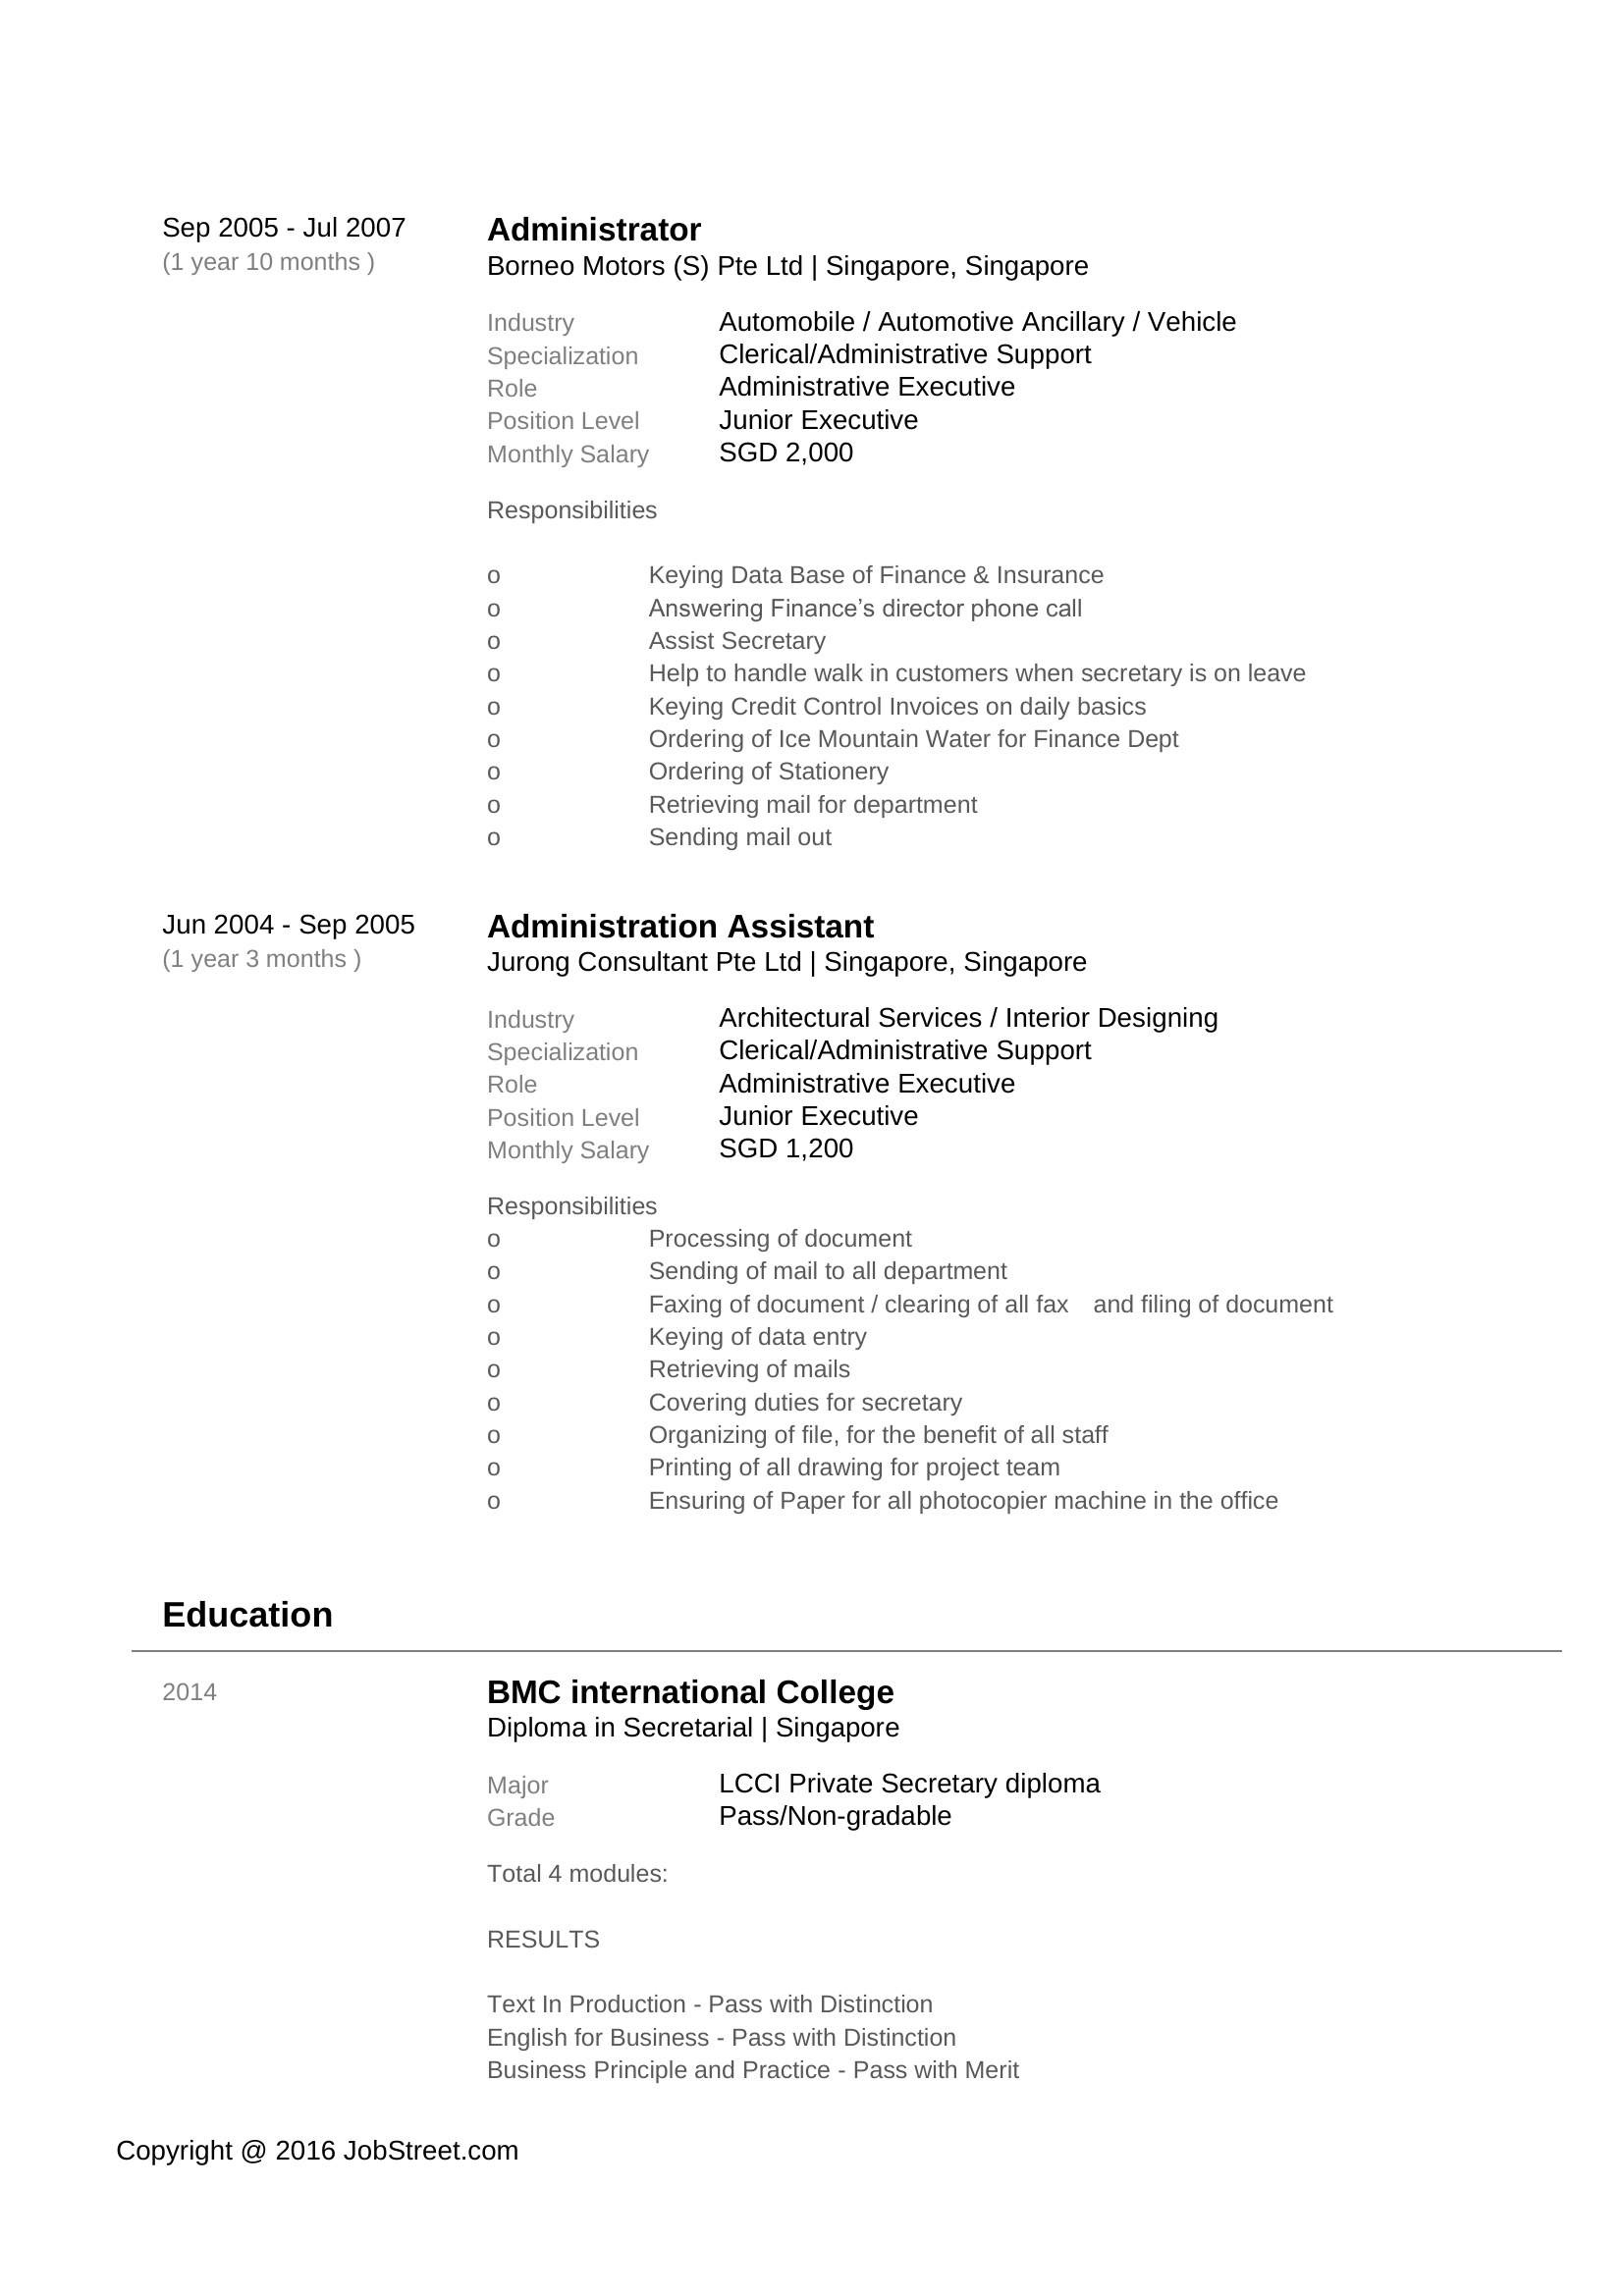 Sep 2005 - Jul 2007 Administrator
(1 year 10 months ) Borneo Motors (S) Pte Ltd | Singapore, Singapore
Industry Automobile / Automotive Ancillary / Vehicle
Specialization Clerical/Administrative Support
Role Administrative Executive
Position Level Junior Executive
Monthly Salary SGD 2,000
Responsibilities
o Keying Data Base of Finance & Insurance
o Answering Finance’s director phone call
o Assist Secretary
o Help to handle walk in customers when secretary is on leave
o Keying Credit Control Invoices on daily basics
o Ordering of Ice Mountain Water for Finance Dept
o Ordering of Stationery
o Retrieving mail for department
o Sending mail out
Jun 2004 - Sep 2005 Administration Assistant
(1 year 3 months ) Jurong Consultant Pte Ltd | Singapore, Singapore
Industry Architectural Services / Interior Designing
Specialization Clerical/Administrative Support
Role Administrative Executive
Position Level Junior Executive
Monthly Salary SGD 1,200
Responsibilities
o Processing of document
o Sending of mail to all department
o Faxing of document / clearing of all fax and filing of document
o Keying of data entry
o Retrieving of mails
o Covering duties for secretary
o Organizing of file, for the benefit of all staff
o Printing of all drawing for project team
o Ensuring of Paper for all photocopier machine in the office
Education
2014 BMC international College
Diploma in Secretarial | Singapore
Major LCCI Private Secretary diploma
Grade Pass/Non-gradable
Total 4 modules:
RESULTS
Text In Production - Pass with Distinction
English for Business - Pass with Distinction
Business Principle and Practice - Pass with Merit
Copyright @ 2016 JobStreet.com